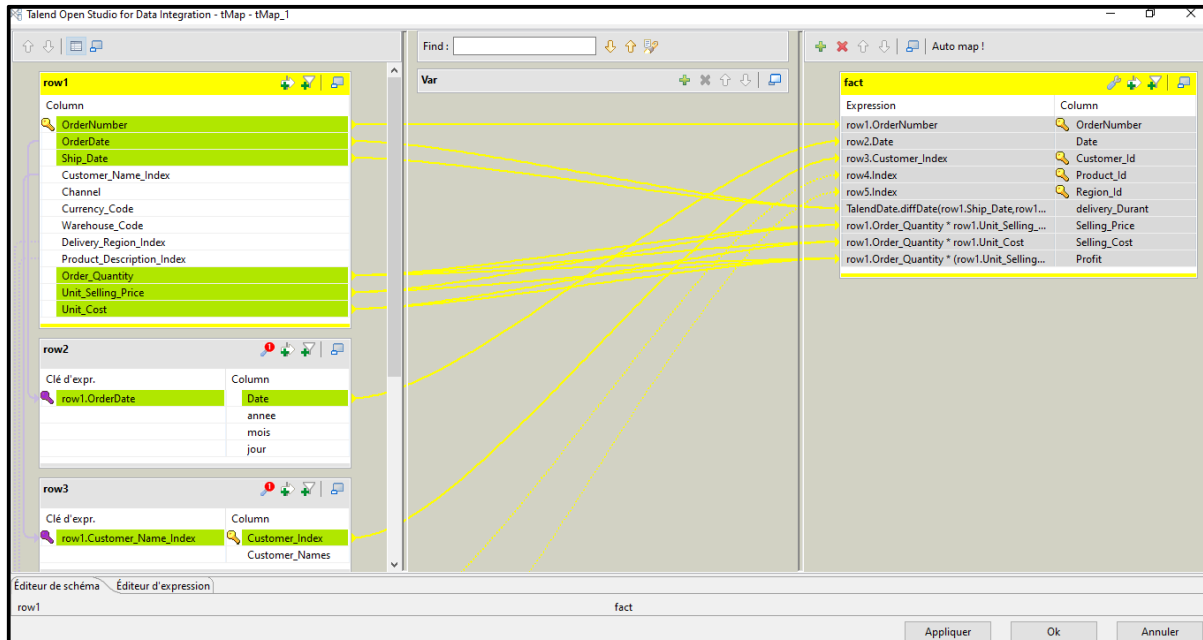 Talend Open Studio for Data Integration - tMap - tMap_1
Find :
Auto map !
row1
Column
OrderNumber
OrderDate
Ship_Date
Customer_Name_Index
Channel
Currency_Code
Warehouse_Code
Delivery_Region_Index
Product_Description_Index
Order_Quantity
Unit_Selling_Price
Unit_Cost
row2
Clé d'expr. Column
row1.OrderDate Date
annee
mois
jour
row3
Clé d'expr. Column
row1.Customer_Name_Index Customer_Index
Customer_Names
Var
fact
Expression Column
row1.OrderNumber OrderNumber
row2.Date Date
row3.Customer_Index Customer_Id
row4.Index Product_Id
row5.Index Region_Id
TalendDate.diffDate(row1.Ship_Date,row1... delivery_Durant
row1.Order_Quantity * row1.Unit_Selling_... Selling_Price
row1.Order_Quantity * row1.Unit_Cost Selling_Cost
row1.Order_Quantity * (row1.Unit_Selling... Profit
Éditeur de schéma Éditeur d'expression
row1 fact
Appliquer Ok Annuler